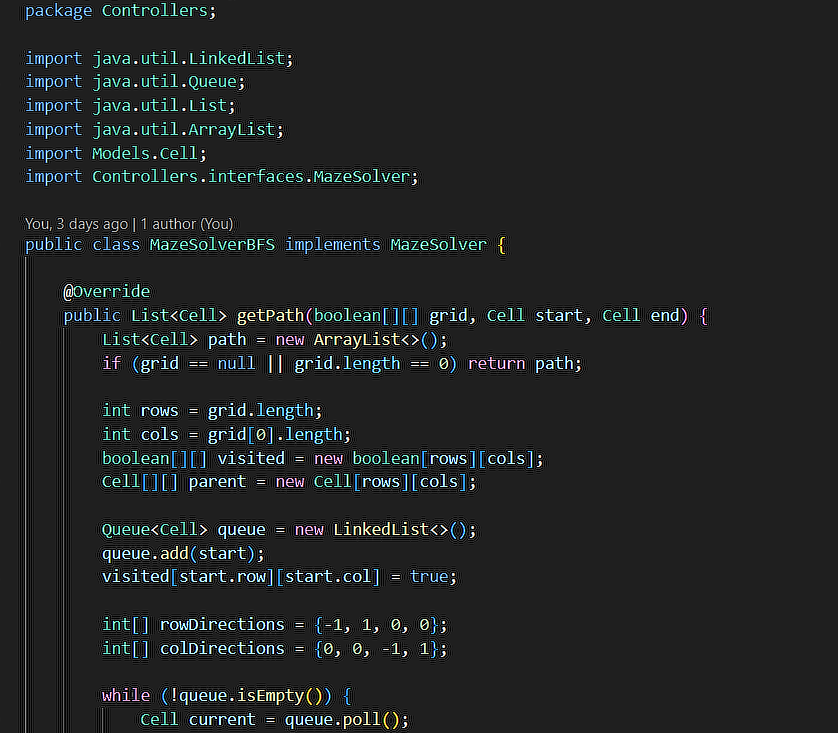 package Controllers;
import java.util.LinkedList;
import java.util.Queue;
import java.util.List;
import java.util.ArrayList;
import Models.Cell;
import Controllers.interfaces.MazeSolver;
You, 3 days ago | 1 author (You)
public class MazeSolverBFS implements MazeSolver {
@Override
public List<Cell> getPath(boolean[][] grid, Cell start, Cell end) {
List<Cell> path = new ArrayList<>();
if (grid == null || grid.length == 0) return path;
int rows = grid.length;
int cols = grid[0].length;
boolean[][] visited = new boolean[rows][cols];
Cell[][] parent = new Cell[rows][cols];
Queue<Cell> queue = new LinkedList<>();
queue.add(start);
visited[start.row][start.col] = true;
int[] rowDirections = {-1, 1, 0, 0};
int[] colDirections = {0, 0, -1, 1};
while (!queue.isEmpty()) {
Cell current = queue.poll();